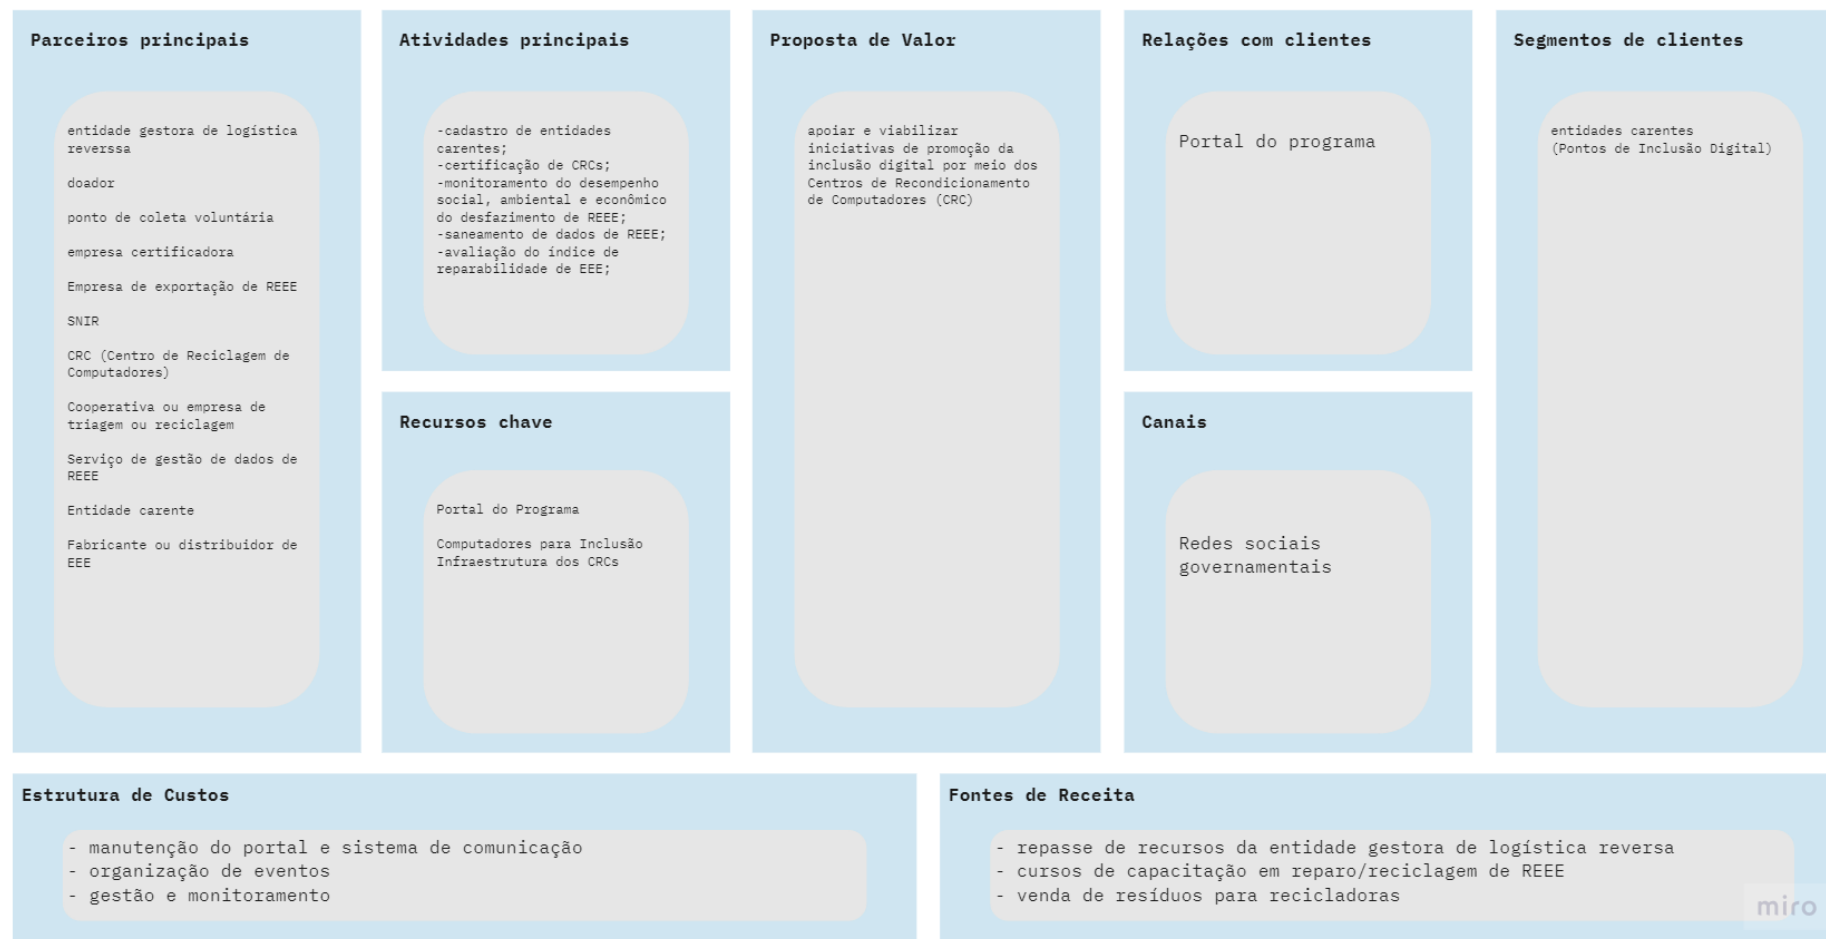 Parceiros principais
entidade gestora de logística
reverssa
doador
ponto de coleta voluntária
empresa certificadora
Empresa de exportação de REEE
SNIR
CRC (Centro de Reciclagem de
Computadores)
Cooperativa ou empresa de
triagem ou reciclagem
Serviço de gestão de dados de
REEE
Entidade carente
Fabricante ou distribuidor de
EEE
Atividades principais
-cadastro de entidades
carentes;
-certificação de CRCs;
-monitoramento do desempenho
social, ambiental e econômico
do desfazimento de REEE;
-saneamento de dados de REEE;
-avaliação do índice de
reparabilidade de EEE;
Recursos chave
Portal do Programa
Computadores para Inclusão
Infraestrutura dos CRCs
Proposta de Valor
apoiar e viabilizar
iniciativas de promoção da
inclusão digital por meio dos
Centros de Recondicionamento
de Computadores (CRC)
Relações com clientes
Portal do programa
Canais
Redes sociais
governamentais
Segmentos de clientes
entidades carentes
(Pontos de Inclusão Digital)
Estrutura de Custos
- manutenção do portal e sistema de comunicação
- organização de eventos
- gestão e monitoramento
Fontes de Receita
- repasse de recursos da entidade gestora de logística reversa
- cursos de capacitação em reparo/reciclagem de REEE
- venda de resíduos para recicladoras
miro